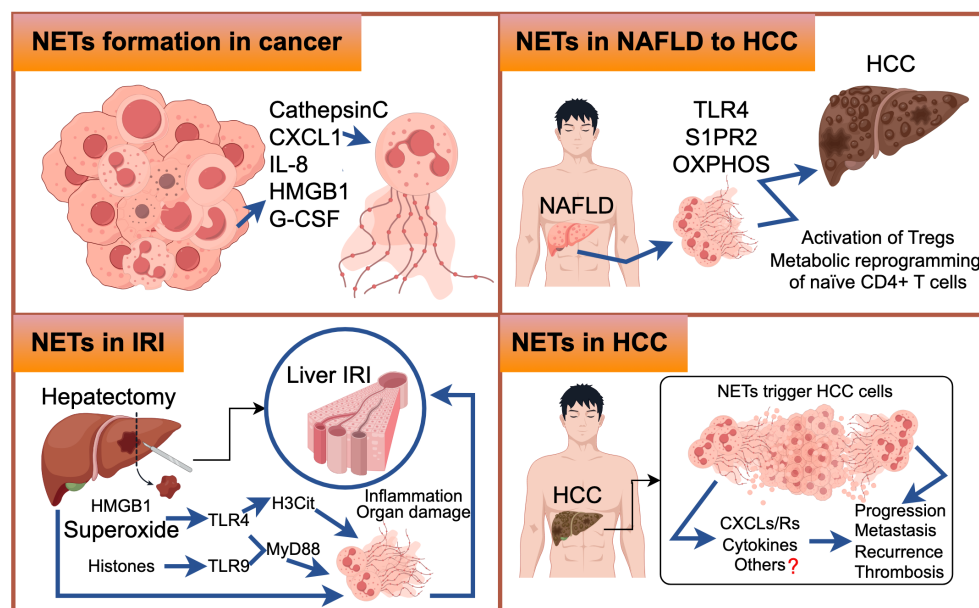 NETs formation in cancer
CathepsinC
CXCL1
IL-8
HMGB1
G-CSF
NETs in NAFLD to HCC
HCC
TLR4
S1PR2
OXPHOS
NAFLD
Activation of Tregs
Metabolic reprogramming
of naïve CD4+ T cells
NETs in IRI
Hepatectomy
Liver IRI
HMGB1
Superoxide
TLR4
H3Cit
Inflammation
Organ damage
Histones
TLR9
MyD88
NETs in HCC
NETs trigger HCC cells
HCC
CXCLs/Rs
Cytokines
Others?
Progression
Metastasis
Recurrence
Thrombosis